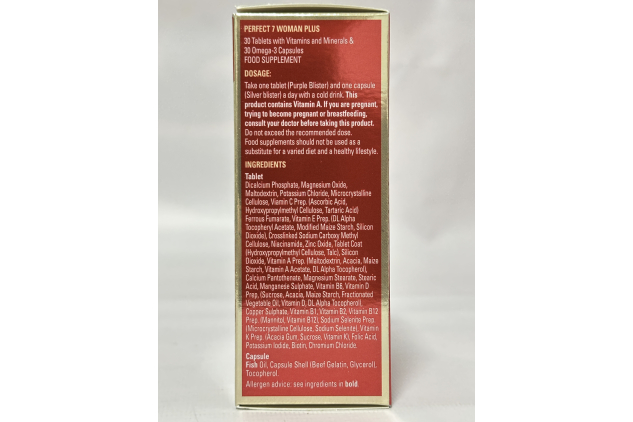 PERFECT 7 WOMAN PLUS
30 Tablets with Vitamins and Minerals &
30 Omega-3 Capsules
FOOD SUPPLEMENT
DOSAGE:
Take one tablet (Purple Blister) and one capsule
(Silver blister) a day with a cold drink. This
product contains Vitamin A. If you are pregnant,
trying to become pregnant or breastfeeding,
consult your doctor before taking this product.
Do not exceed the recommended dose.
Food supplements should not be used as a
substitute for a varied diet and a healthy lifestyle.
INGREDIENTS
Tablet
Dicalcium Phosphate, Magnesium Oxide,
Maltodextrin, Potassium Chloride, Microcrystalline
Cellulose, Viamin C Prep. (Ascorbic Acid,
Hydroxypropylmethyl Cellulose, Tartaric Acid)
Ferrous Fumarate, Vitamin E Prep. (DL Alpha
Tocopheryl Acetate, Modified Maize Starch, Silicon
Dioxide), Crosslinked Sodium Carboxy Methyl
Cellulose, Niacinamide, Zinc Oxide, Tablet Coat
(Hydroxypropylmethyl Cellulose, Talc), Silicon
Dioxide, Vitamin A Prep. (Maltodextrin, Acacia, Maize
Starch, Vitamin A Acetate, DL Alpha Tocopherol),
Calcium Pantothenate, Magnesium Stearate, Stearic
Acid, Manganese Sulphate, Vitamin B6, Vitamin D
Prep, (Sucrose, Acacia, Maize Starch, Fractionated
Vegetable Oil, Vitamin D, DL Alpha Tocopherol),
Copper Sulphate, Vitamin B1, Vitamin B2, Vitamin B12
Prep. (Mannitol, Vitamin B12), Sodium Selenite Prep.
(Microcrystalline Cellulose, Sodium Selenite), Vitamin
K Prep. (Acacia Gum, Sucrose, Vitamin K), Folic Acid,
Potassium Iodide, Biotin, Chromium Chloride.
Capsule
Fish Oil, Capsule Shell (Beef Gelatin, Glycerol),
Tocopherol.
Allergen advice: see ingredients in bold